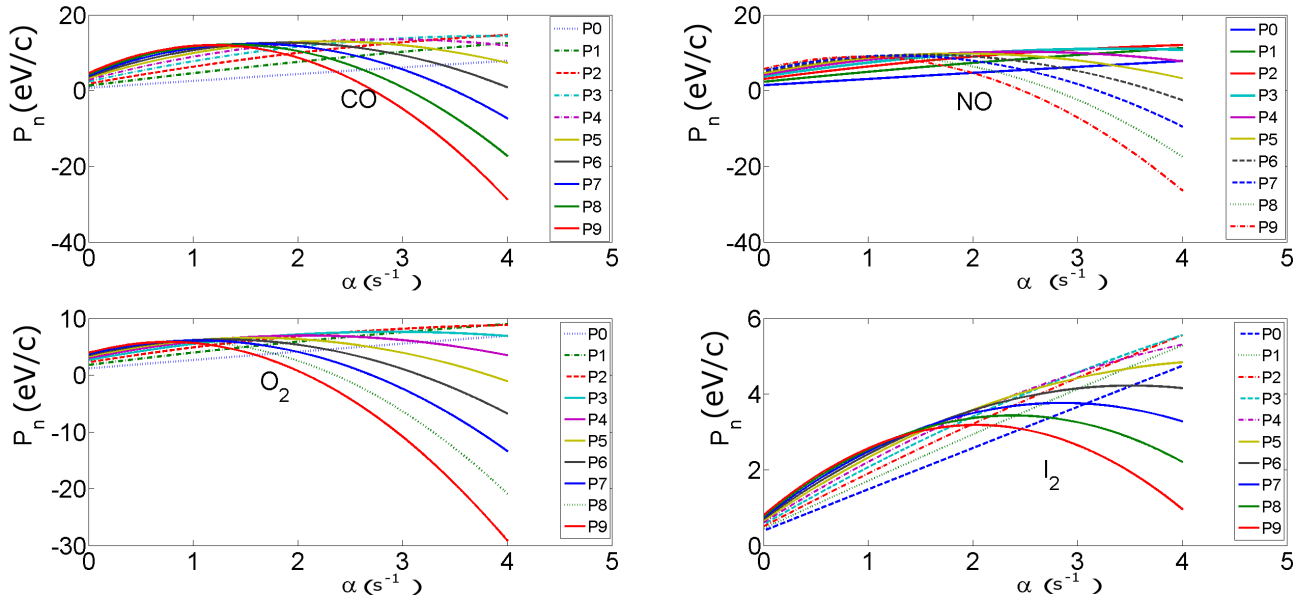 20
0
-20
-40
P_n (eV/c)
0 1 2 3 4 5
α (s⁻¹)
CO
P0
P1
P2
P3
P4
P5
P6
P7
P8
P9
20
0
-20
-40
P_n (eV/c)
0 1 2 3 4 5
α (s⁻¹)
NO
P0
P1
P2
P3
P4
P5
P6
P7
P8
P9
10
0
-10
-20
-30
P_n (eV/c)
0 1 2 3 4 5
α (s⁻¹)
O₂
P0
P1
P2
P3
P4
P5
P6
P7
P8
P9
6
4
2
0
P_n (eV/c)
0 1 2 3 4 5
α (s⁻¹)
I₂
P0
P1
P2
P3
P4
P5
P6
P7
P8
P9